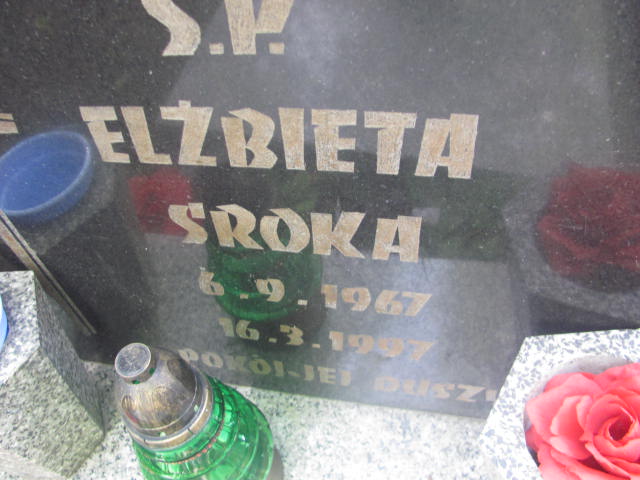 Ś.P.
ELŻBIETA
SROKA
6.9.1967
16.3.1997
POKÓJ JEJ DUSZY